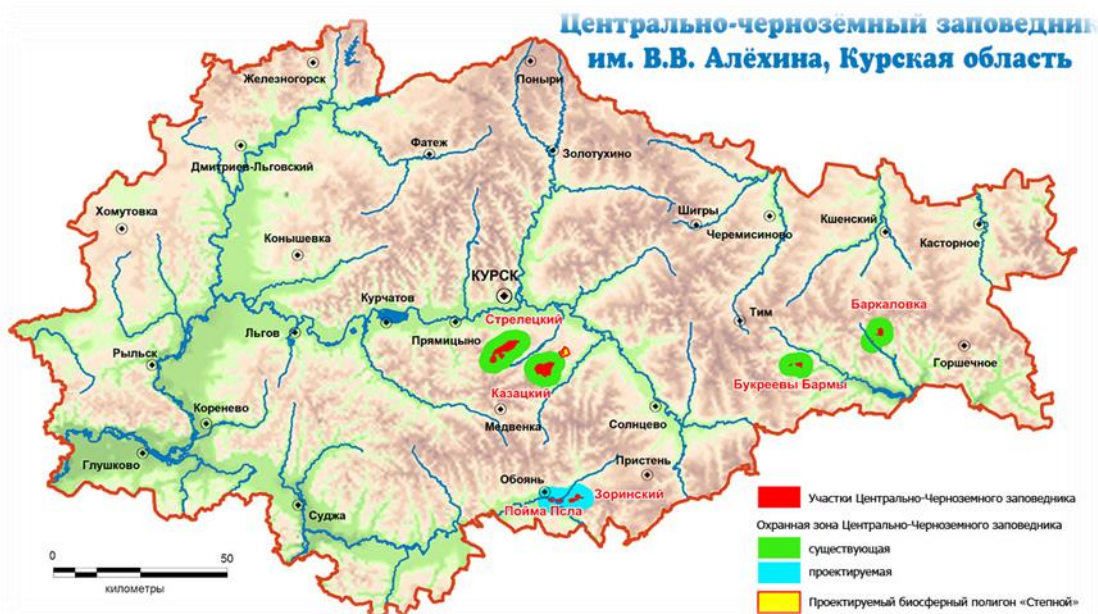 Центрально-чернозёмный заповедник
им. В.В. Алёхина, Курская область
Железногорск
Поныри
Фатеж
Золотухино
Дмитриев-Льговский
Хомутовка
Конышевка
Шигры
Черемисиново
Кшенский
Касторное
КУРСК
Курчатов
Стрелецкий
Баркаловка
Льгов
Прямицыно
Тим
Рыльск
Горшечное
Букреевы Бармы
Казацкий
Коренево
Медвенка
Солнцево
Глушково
Обоянь
Пристень
Зоринский
Пойма Псла
Суджа
0 50
километры
Участки Центрально-Черноземного заповедника
Охранная зона Центрально-Черноземного заповедника
существующая
проектируемая
Проектируемый биосферный полигон «Степной»